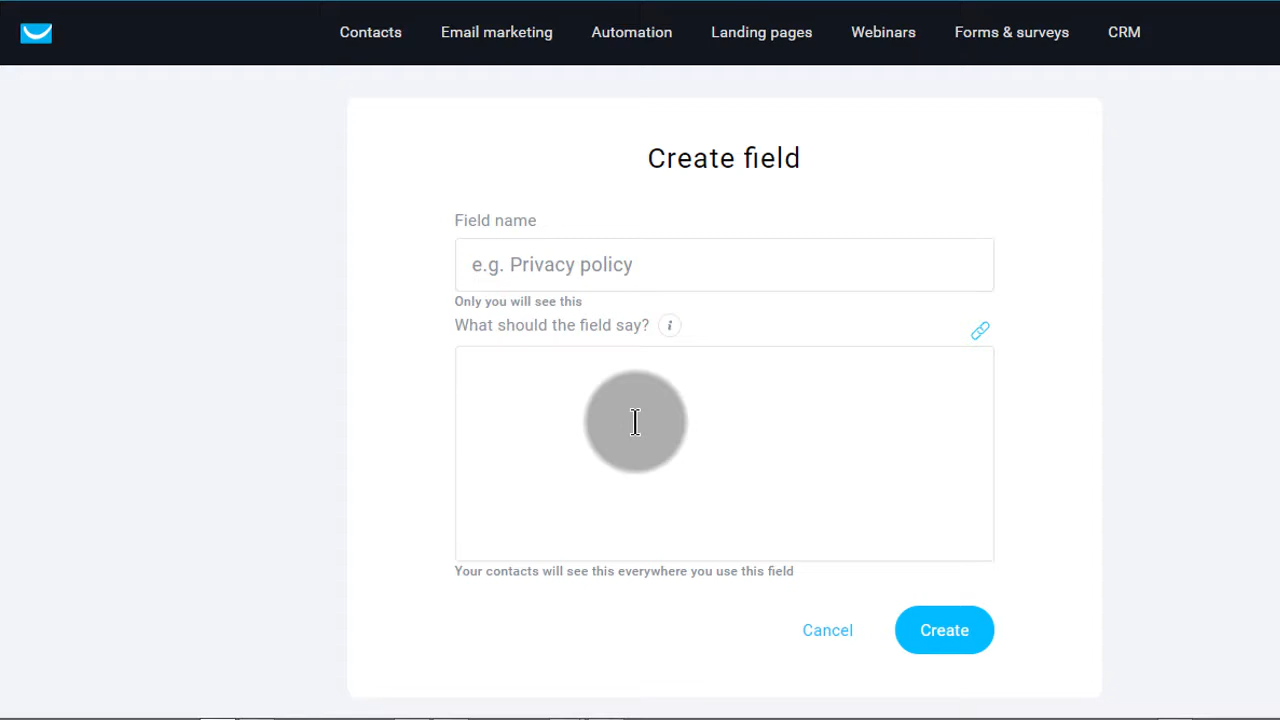 Contacts Email marketing Automation Landing pages Webinars Forms & surveys CRM
Create field
Field name
e.g. Privacy policy
Only you will see this
What should the field say? i
Your contacts will see this everywhere you use this field
Cancel Create